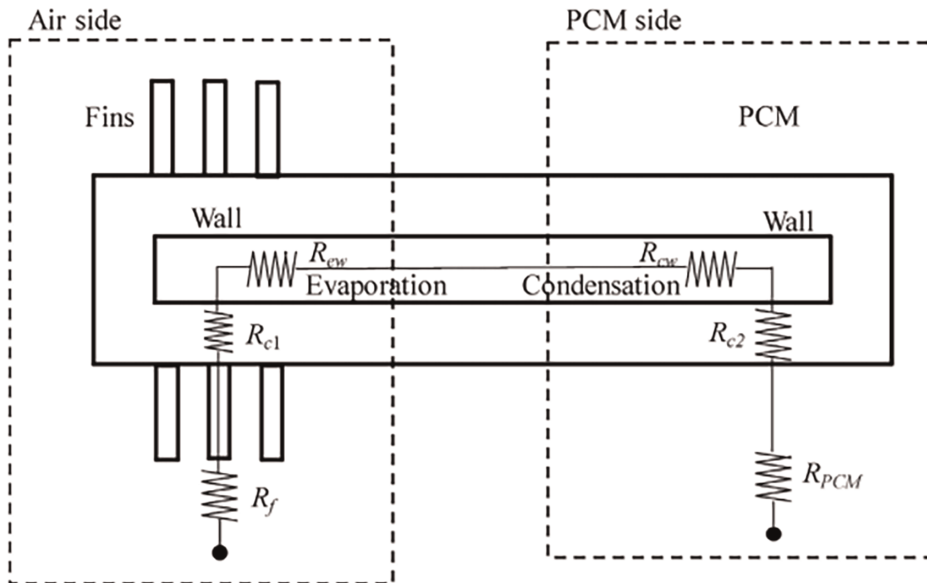 Air side
PCM side
Fins
PCM
Wall
Wall
Rew
Rcw
Evaporation
Condensation
Rc1
Rc2
Rf
RPCM